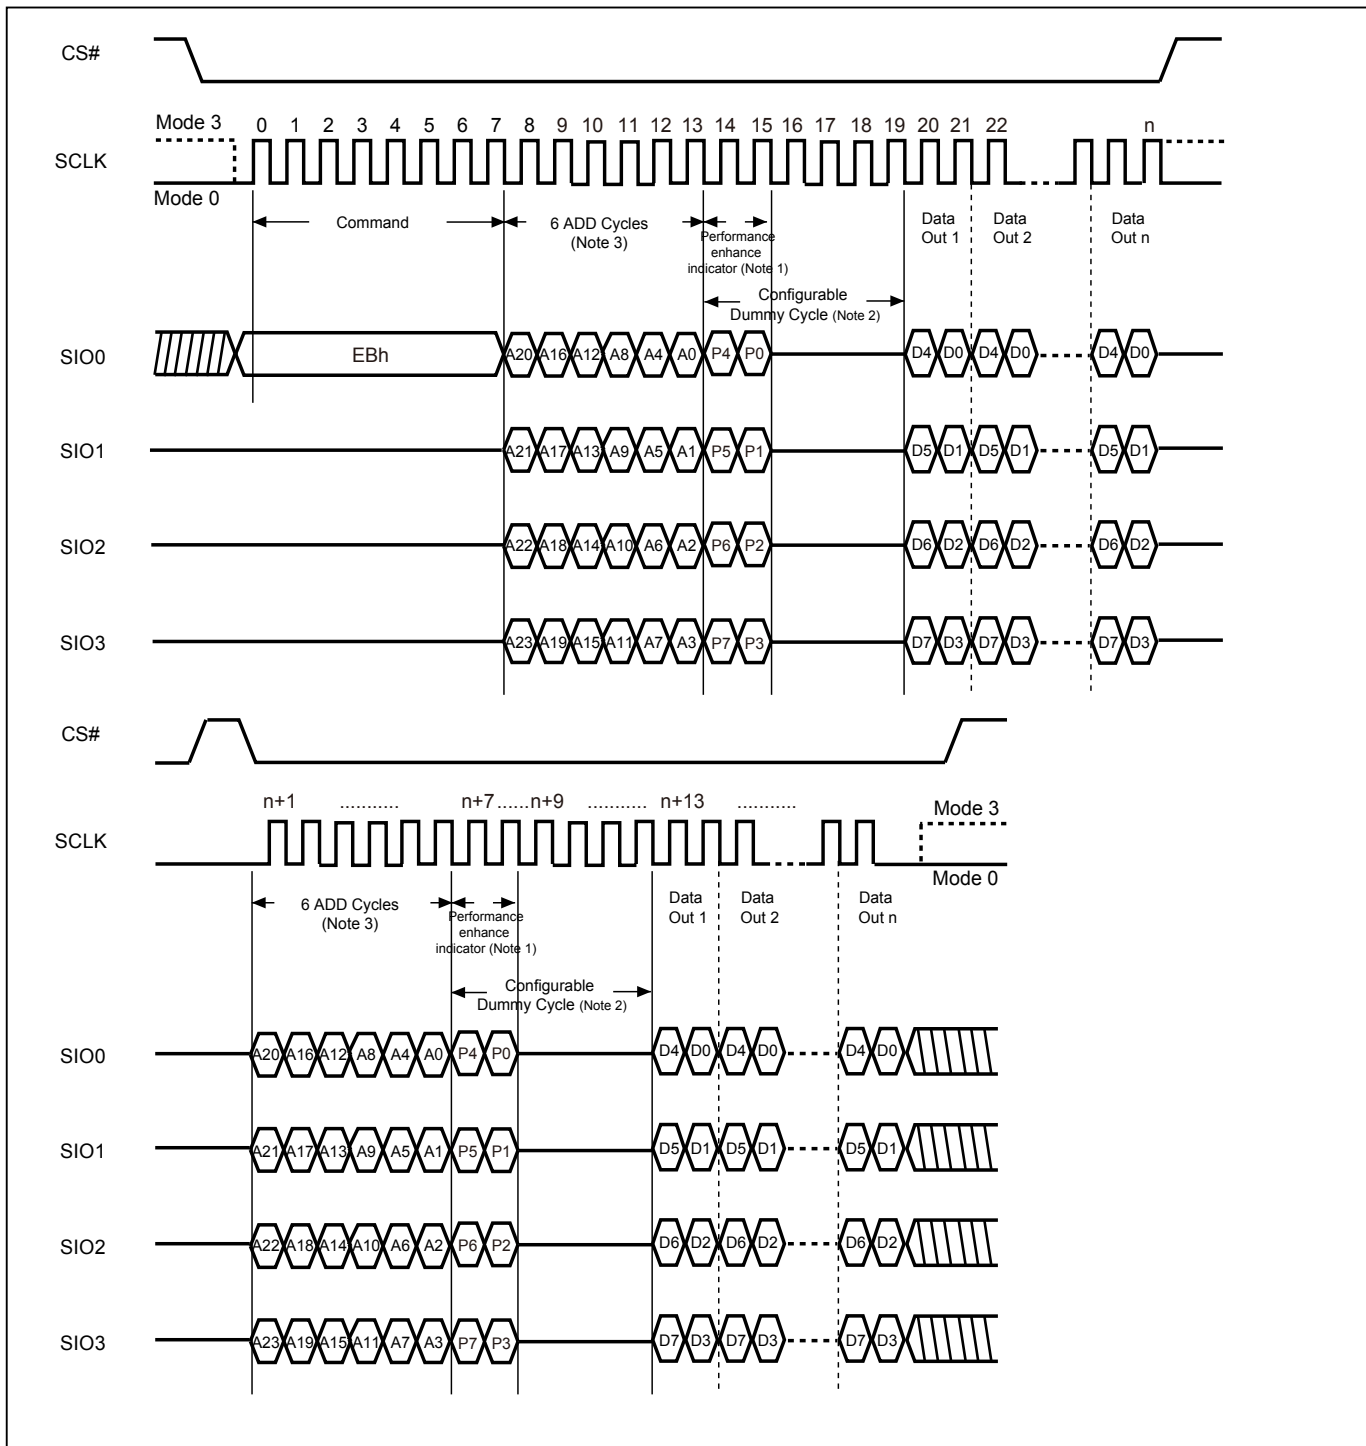 CS#
Mode 3
0 1 2 3 4 5 6 7 8 9 10 11 12 13 14 15 16 17 18 19 20 21 22 n
SCLK
Mode 0
Command
6 ADD Cycles
(Note 3)
Performance
enhance
indicator (Note 1)
Data
Out 1
Data
Out 2
Data
Out n
Configurable
Dummy Cycle (Note 2)
SIO0 EBh A20 A16 A12 A8 A4 A0 P4 P0 D4 D0 D4 D0 D4 D0
SIO1 A21 A17 A13 A9 A5 A1 P5 P1 D5 D1 D5 D1 D5 D1
SIO2 A22 A18 A14 A10 A6 A2 P6 P2 D6 D2 D6 D2 D6 D2
SIO3 A23 A19 A15 A11 A7 A3 P7 P3 D7 D3 D7 D3 D7 D3
CS#
n+1 ........... n+7 ......n+9 ........... n+13 ...........
Mode 3
SCLK
Mode 0
6 ADD Cycles
(Note 3)
Performance
enhance
indicator (Note 1)
Data
Out 1
Data
Out 2
Data
Out n
Configurable
Dummy Cycle (Note 2)
SIO0 A20 A16 A12 A8 A4 A0 P4 P0 D4 D0 D4 D0 D4 D0
SIO1 A21 A17 A13 A9 A5 A1 P5 P1 D5 D1 D5 D1 D5 D1
SIO2 A22 A18 A14 A10 A6 A2 P6 P2 D6 D2 D6 D2 D6 D2
SIO3 A23 A19 A15 A11 A7 A3 P7 P3 D7 D3 D7 D3 D7 D3